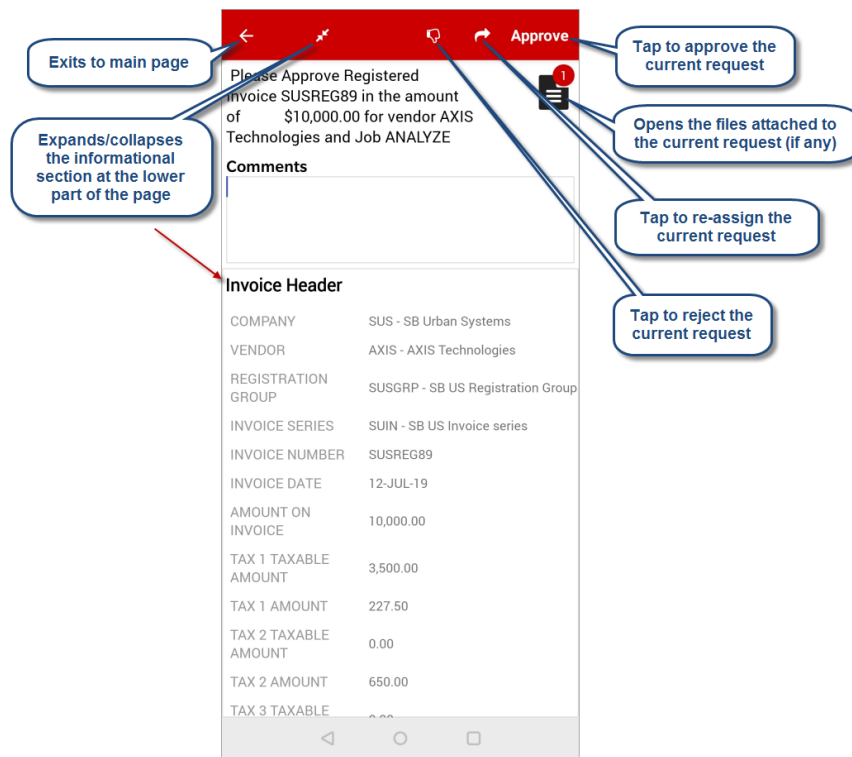 Approve
Exits to main page
Tap to approve the
current request
Please Approve Registered
Invoice SUSREG89 in the amount
of $10,000.00 for vendor AXIS
Technologies and Job ANALYZE
1
Opens the files attached to
the current request (if any)
Expands/collapses
the informational
section at the lower
part of the page
Comments
Tap to re-assign the
current request
Tap to reject the
current request
Invoice Header
COMPANY SUS - SB Urban Systems
VENDOR AXIS - AXIS Technologies
REGISTRATION
GROUP SUSGRP - SB US Registration Group
INVOICE SERIES SUIN - SB US Invoice series
INVOICE NUMBER SUSREG89
INVOICE DATE 12-JUL-19
AMOUNT ON
INVOICE 10,000.00
TAX 1 TAXABLE
AMOUNT 3,500.00
TAX 1 AMOUNT 227.50
TAX 2 TAXABLE
AMOUNT 0.00
TAX 2 AMOUNT 650.00
TAX 3 TAXABLE